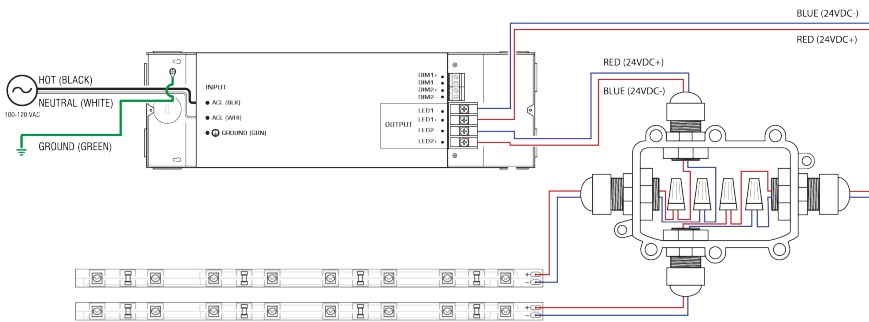 BLUE (24VDC-)
RED (24VDC+)
RED (24VDC+)
BLUE (24VDC-)
HOT (BLACK)
NEUTRAL (WHITE)
100-120 VAC
GROUND (GREEN)
INPUT
ACL (BLK)
ACL (WHI)
GROUND (GRN)
DIM1+
DIM1-
DIM2+
DIM2-
OUTPUT
LED1-
LED1+
LED2-
LED2+
+
−
+
−